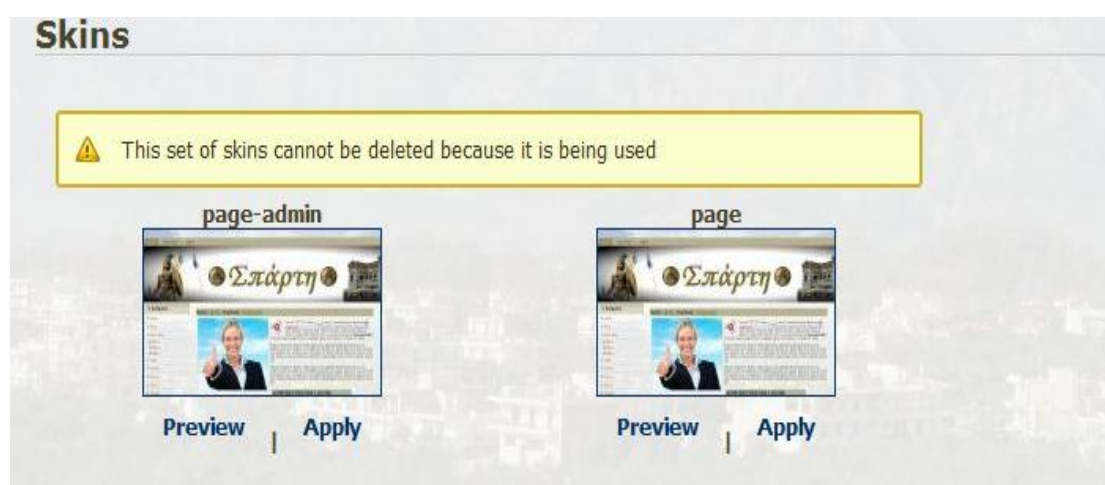 Skins
This set of skins cannot be deleted because it is being used
page-admin
page
Σπάρτη
Σπάρτη
Preview | Apply
Preview | Apply